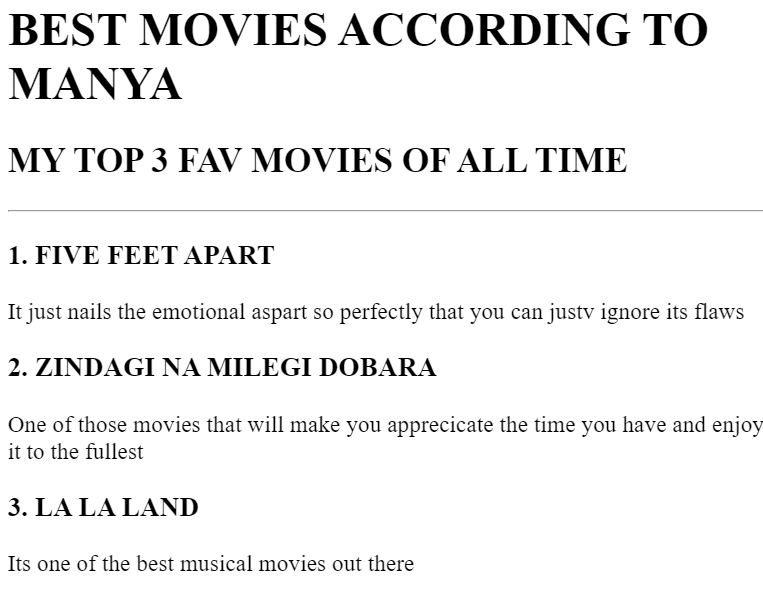 BEST MOVIES ACCORDING TO
MANYA
MY TOP 3 FAV MOVIES OF ALL TIME
1. FIVE FEET APART
It just nails the emotional aspart so perfectly that you can justv ignore its flaws
2. ZINDAGI NA MILEGI DOBARA
One of those movies that will make you apprecicate the time you have and enjoy
it to the fullest
3. LA LA LAND
Its one of the best musical movies out there